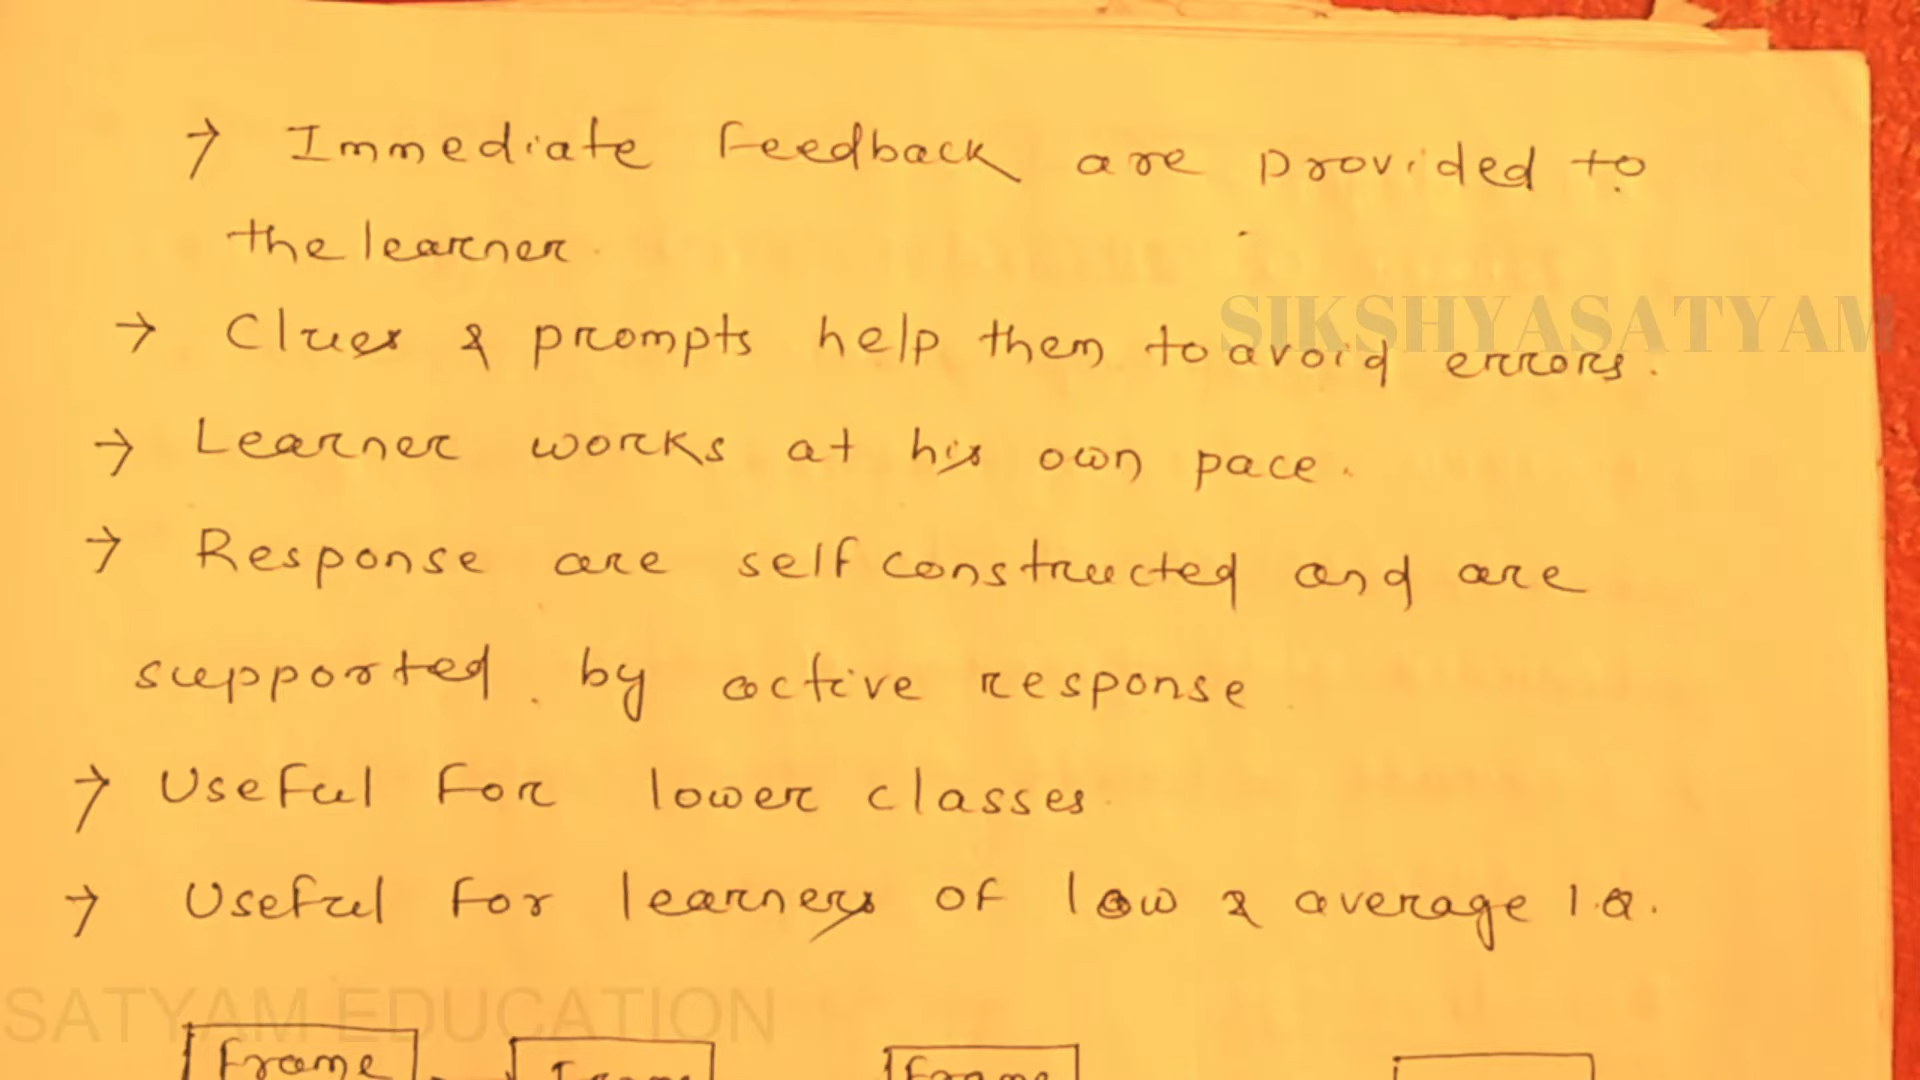 → Immediate feedback are provided to
the learner.
SIKSHYASATYAM
→ Clues & prompts help them to avoid errors.
→ Learner works at his own pace.
→ Response are self constructed and are
supported by active response
→ Useful for lower classes
→ Useful for learners of low & average I.Q.
SATYAM EDUCATION
Frame Frame